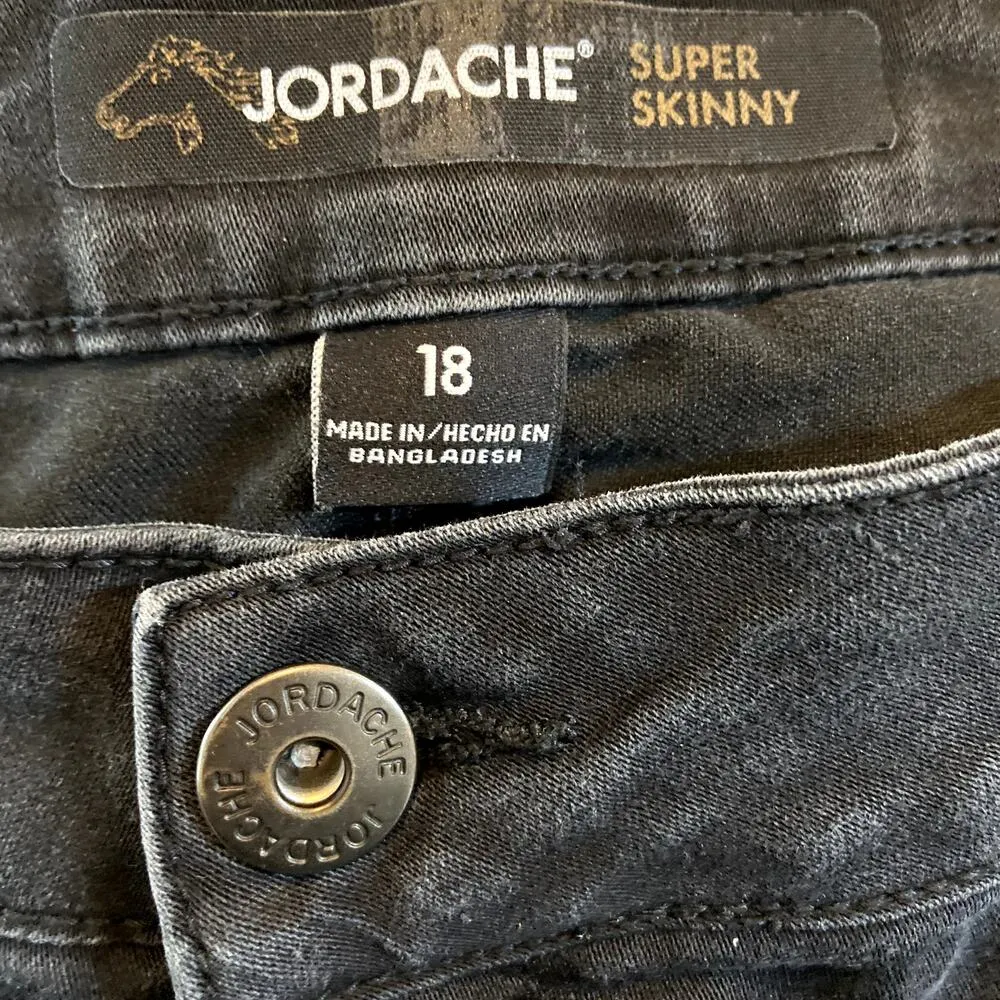 JORDACHE® SUPER
SKINNY
18
MADE IN/HECHO EN
BANGLADESH
JORDACHE
JORDACHE